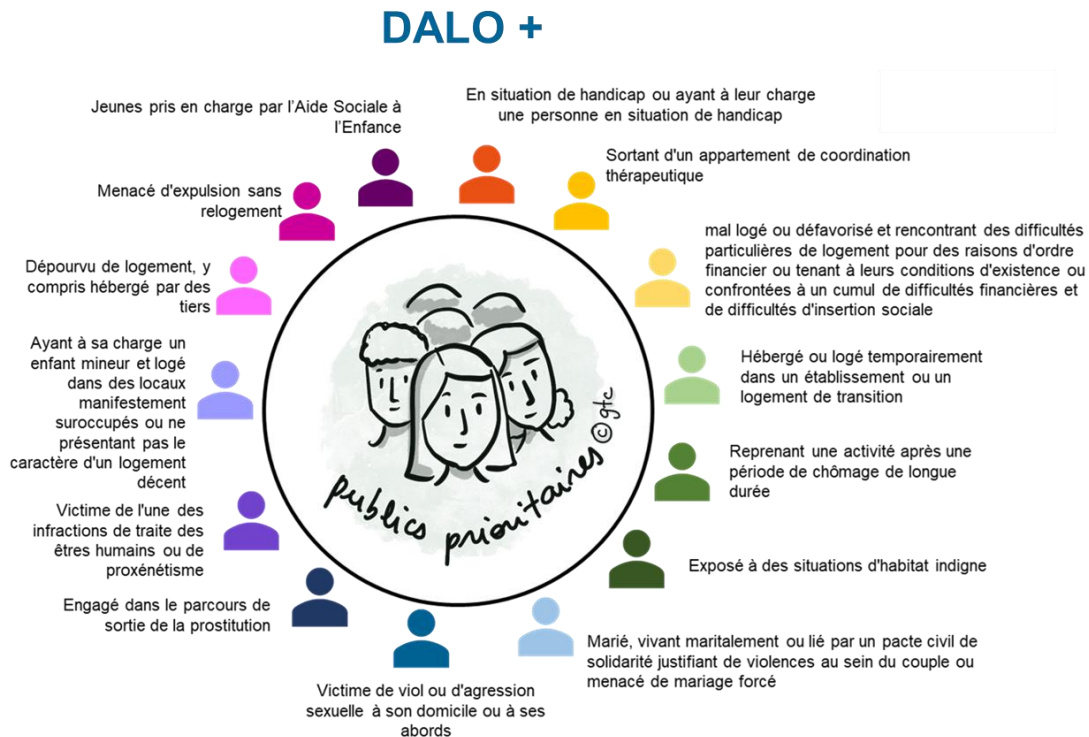 DALO +
Jeunes pris en charge par l'Aide Sociale à
l'Enfance
En situation de handicap ou ayant à leur charge
une personne en situation de handicap
Sortant d'un appartement de coordination
thérapeutique
mal logé ou défavorisé et rencontrant des difficultés
particulières de logement pour des raisons d'ordre
financier ou tenant à leurs conditions d'existence ou
confrontées à un cumul de difficultés financières et
de difficultés d'insertion sociale
Hébergé ou logé temporairement
dans un établissement ou un
logement de transition
Reprenant une activité après une
période de chômage de longue
durée
Exposé à des situations d'habitat indigne
Marié, vivant maritalement ou lié par un pacte civil de
solidarité justifiant de violences au sein du couple ou
menacé de mariage forcé
Victime de viol ou d'agression
sexuelle à son domicile ou à ses
abords
Engagé dans le parcours de
sortie de la prostitution
Victime de l'une des
infractions de traite des
êtres humains ou de
proxénétisme
Ayant à sa charge un
enfant mineur et logé
dans des locaux
manifestement
suroccupés ou ne
présentant pas le
caractère d'un logement
décent
Dépourvu de logement, y
compris hébergé par des
tiers
Menacé d'expulsion sans
relogement
publics prioritaires
© gtc